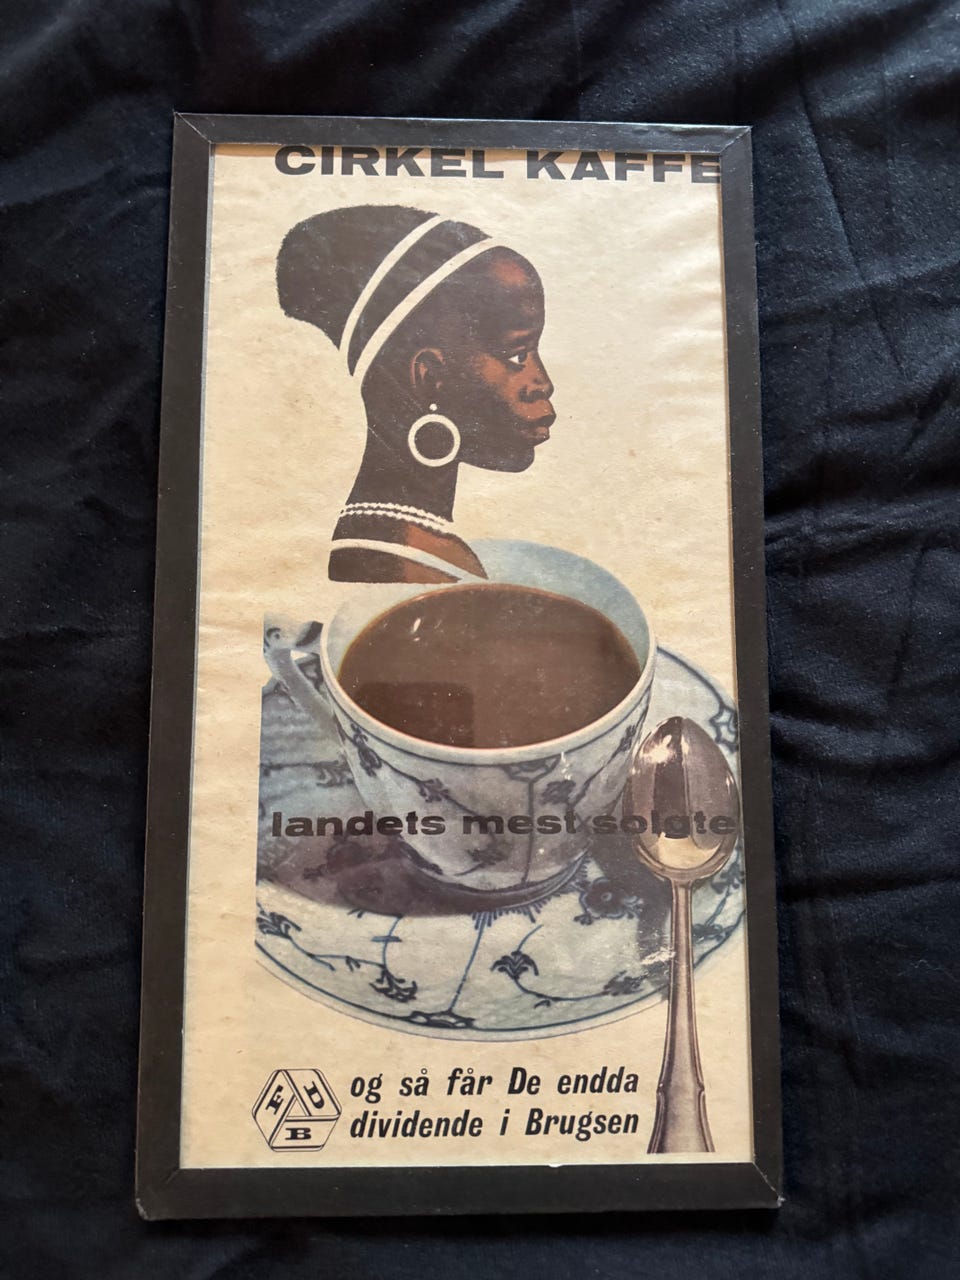 CIRKEL KAFFE
landets mest solgte
FDB
og så får De endda
dividende i Brugsen